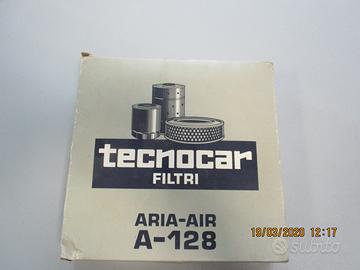 tecnocar
FILTRI
ARIA-AIR
A-128
19/03/2020 12:17
subito